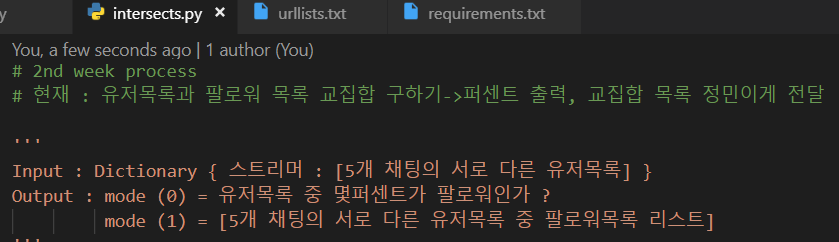 y intersects.py × urllists.txt requirements.txt
You, a few seconds ago | 1 author (You)
# 2nd week process
# 현재 : 유저목록과 팔로워 목록 교집합 구하기->퍼센트 출력, 교집합 목록 정민이게 전달
'''
Input : Dictionary { 스트리머 : [5개 채팅의 서로 다른 유저목록] }
Output : mode (0) = 유저목록 중 몇퍼센트가 팔로워인가 ?
mode (1) = [5개 채팅의 서로 다른 유저목록 중 팔로워목록 리스트]
'''